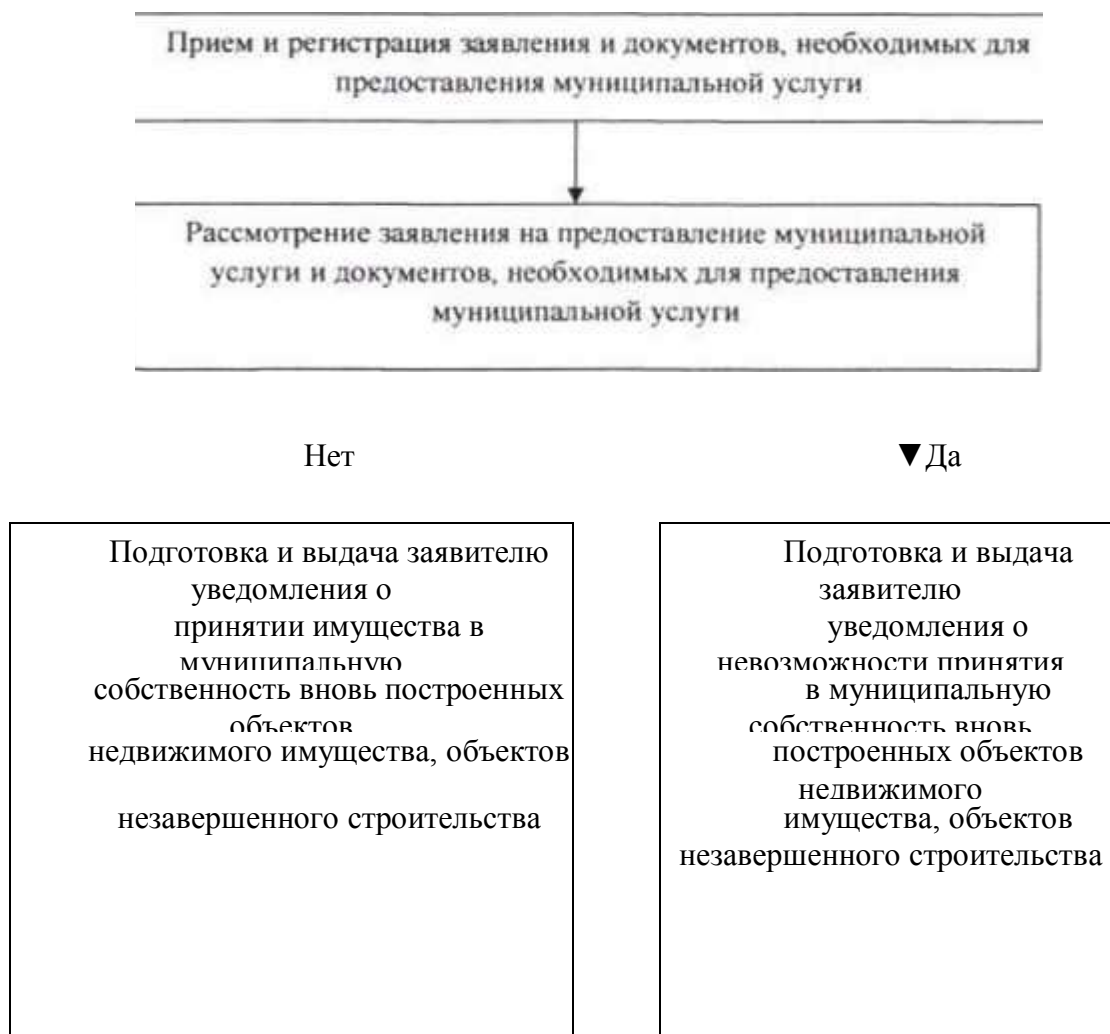 Прием и регистрация заявления и документов, необходимых для
предоставления муниципальной услуги
Рассмотрение заявления на предоставление муниципальной
услуги и документов, необходимых для предоставления
муниципальной услуги
Нет
▼Да
Подготовка и выдача заявителю
уведомления о
принятии имущества в
муниципальную
собственность вновь построенных
объектов
недвижимого имущества, объектов
незавершенного строительства
Подготовка и выдача
заявителю
уведомления о
невозможности принятия
в муниципальную
собственность вновь
построенных объектов
недвижимого
имущества, объектов
незавершенного строительства